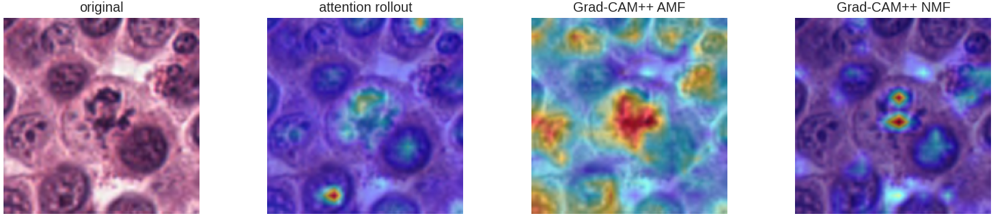 original
attention rollout
Grad-CAM++ AMF
Grad-CAM++ NMF